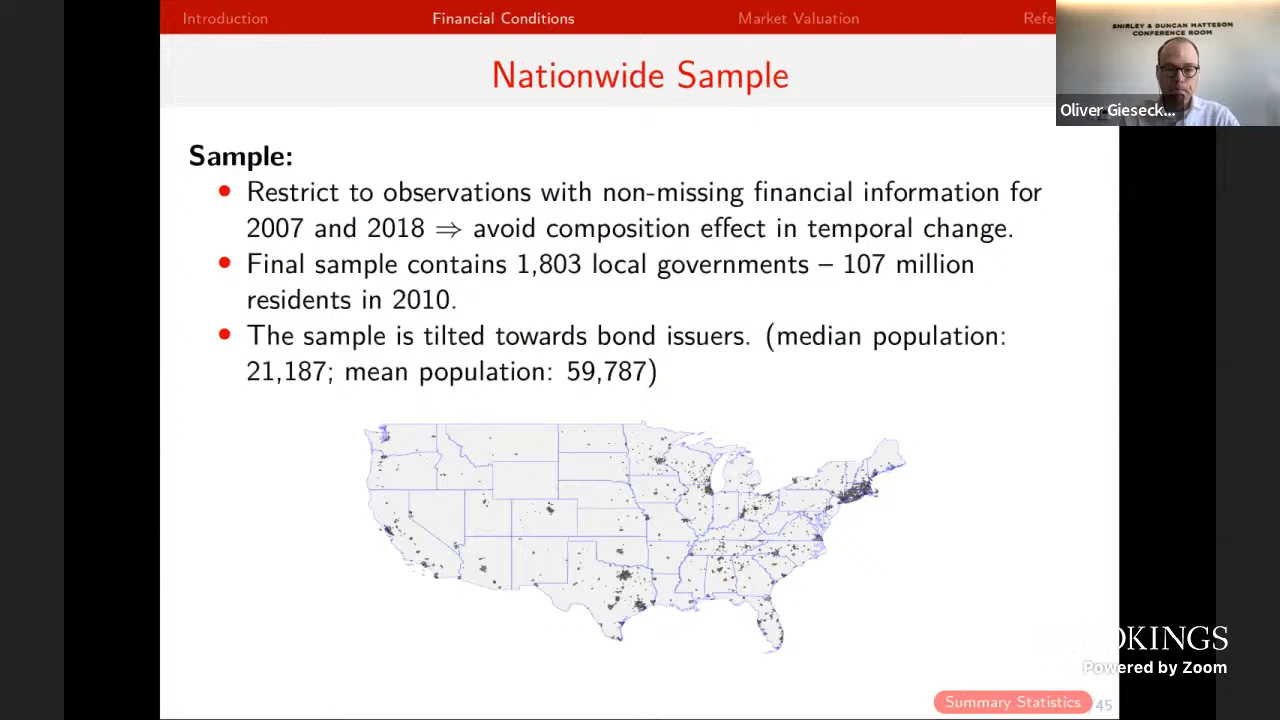 Introduction
Financial Conditions
Market Valuation
SHIRLEY & DUNCAN MATTESON
CONFERENCE ROOM
Oliver Gieseck...
Nationwide Sample
Sample:
• Restrict to observations with non-missing financial information for
2007 and 2018 ⇒ avoid composition effect in temporal change.
• Final sample contains 1,803 local governments – 107 million
residents in 2010.
• The sample is tilted towards bond issuers. (median population:
21,187; mean population: 59,787)
Powered by Zoom
Summary Statistics
/45